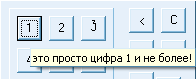 1 2 3 < C
это просто цифра 1 и не более!